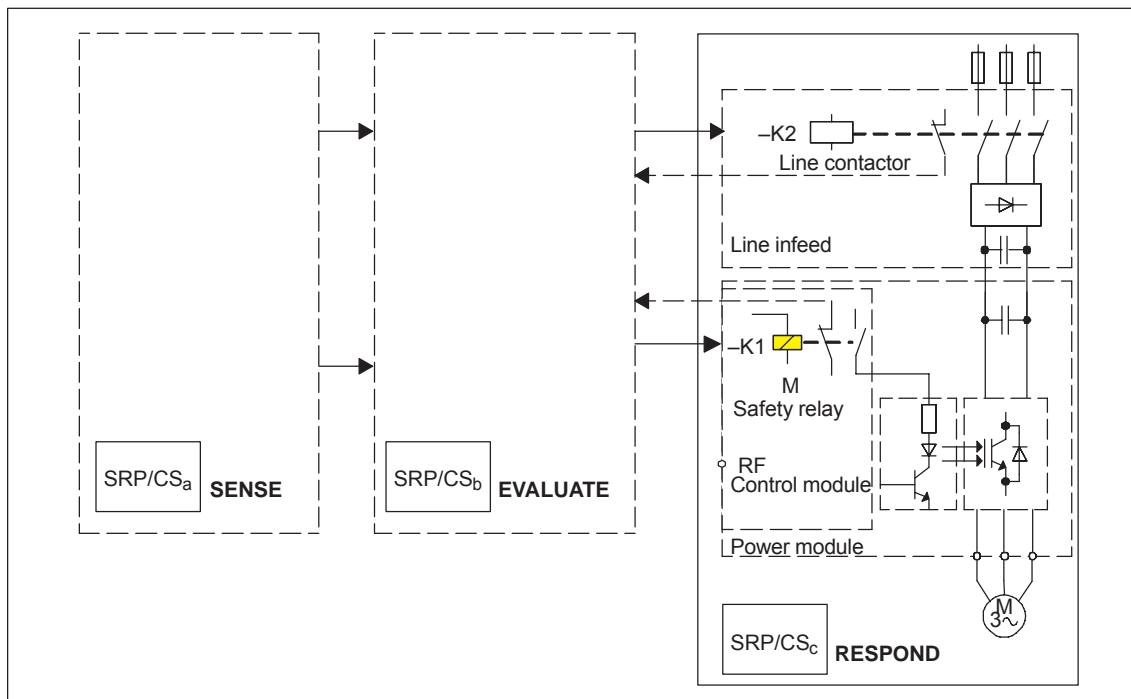 SRP/CSa SENSE
SRP/CSb EVALUATE
–K2
Line contactor
Line infeed
–K1
M
Safety relay
RF
Control module
Power module
M
3~
SRP/CSc RESPOND